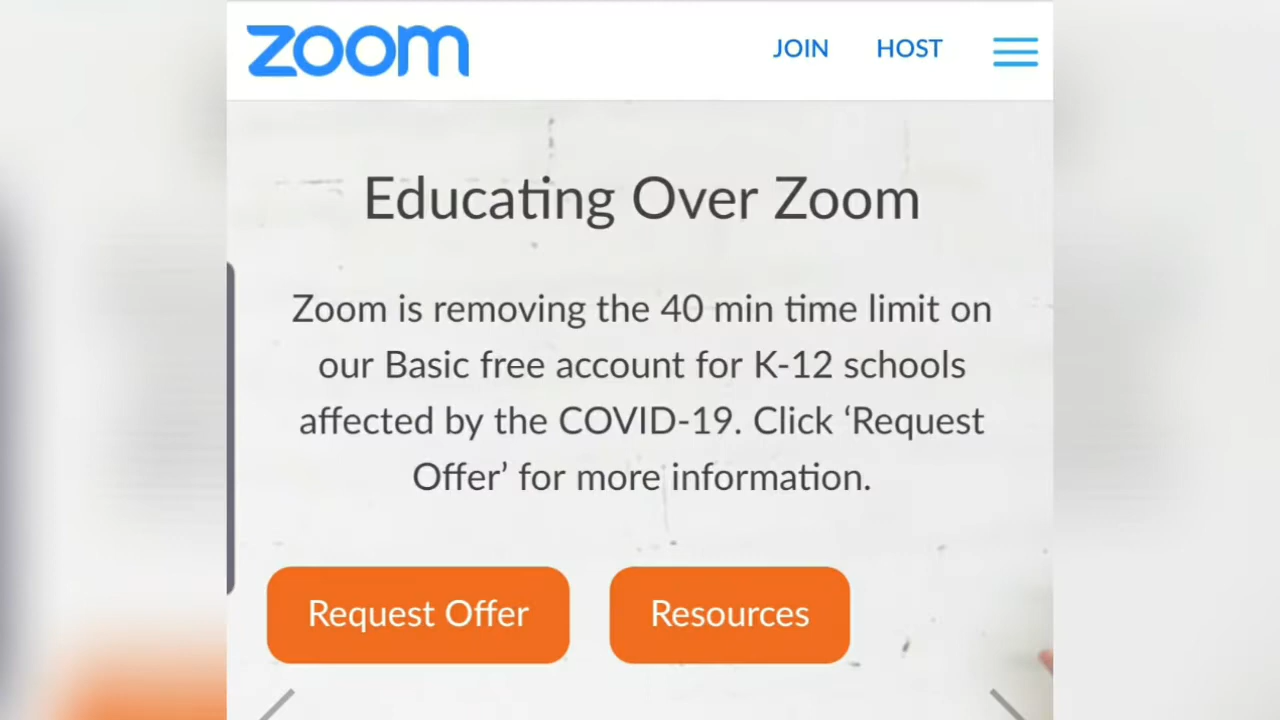 zoom JOIN HOST
Educating Over Zoom
Zoom is removing the 40 min time limit on
our Basic free account for K-12 schools
affected by the COVID-19. Click ‘Request
Offer’ for more information.
Request Offer Resources